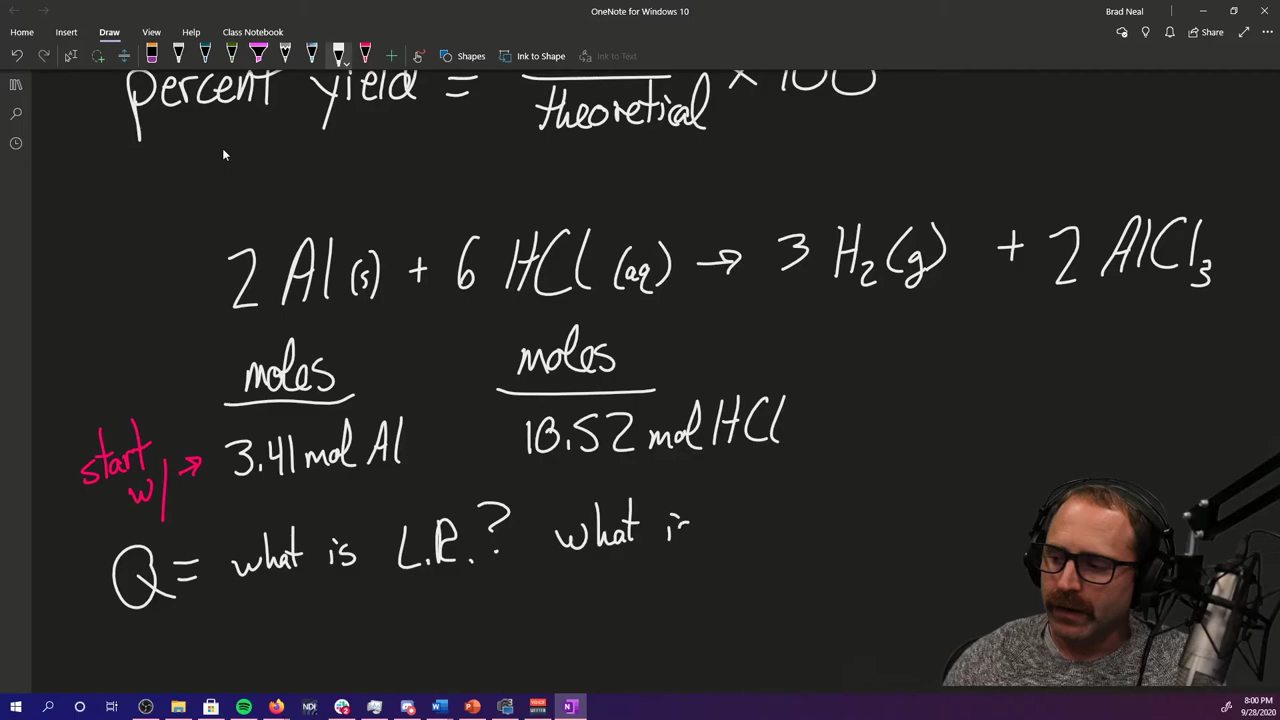 OneNote for Windows 10
Brad Neal
Home Insert Draw View Help Class Notebook
Shapes Ink to Shape Ink to Text Share
percent yield = theoretical × 100
2 Al(s) + 6 HCl (aq) → 3 H₂(g) + 2 AlCl₃
moles moles
start w/ → 3.41 mol Al 18.52 mol HCl
Q = what is L.R.? what is
8:00 PM
9/28/2020